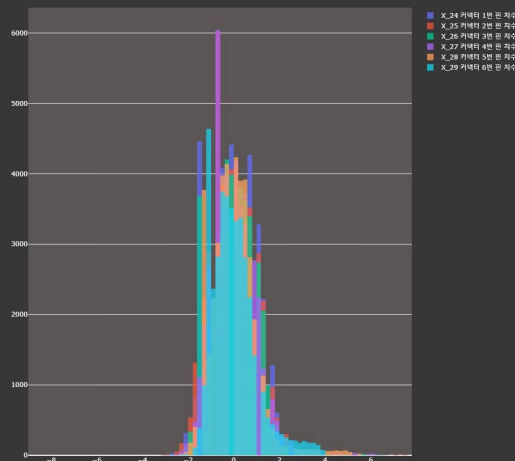 X_24 커넥터 1번 핀 치수
X_25 커넥터 2번 핀 치수
X_26 커넥터 3번 핀 치수
X_27 커넥터 4번 핀 치수
X_28 커넥터 5번 핀 치수
X_29 커넥터 6번 핀 치수
6000
5000
4000
3000
2000
1000
0
−8 −6 −4 −2 0 2 4 6